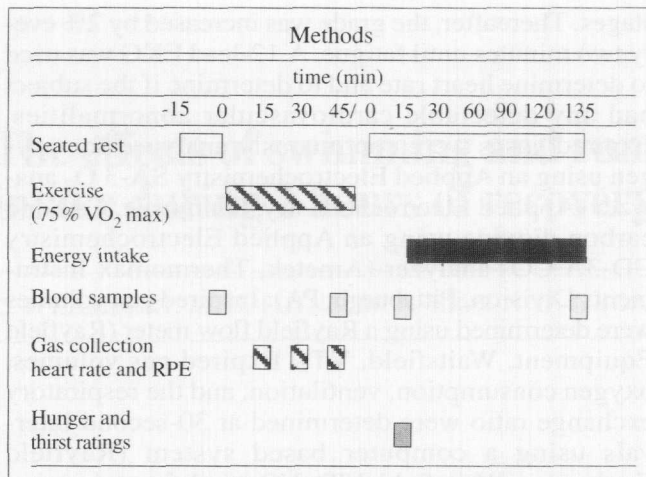 Methods
time (min)
-15 0 15 30 45/ 0 15 30 60 90 120 135
Seated rest
Exercise
(75% VO₂ max)
Energy intake
Blood samples
Gas collection
heart rate and RPE
Hunger and
thirst ratings